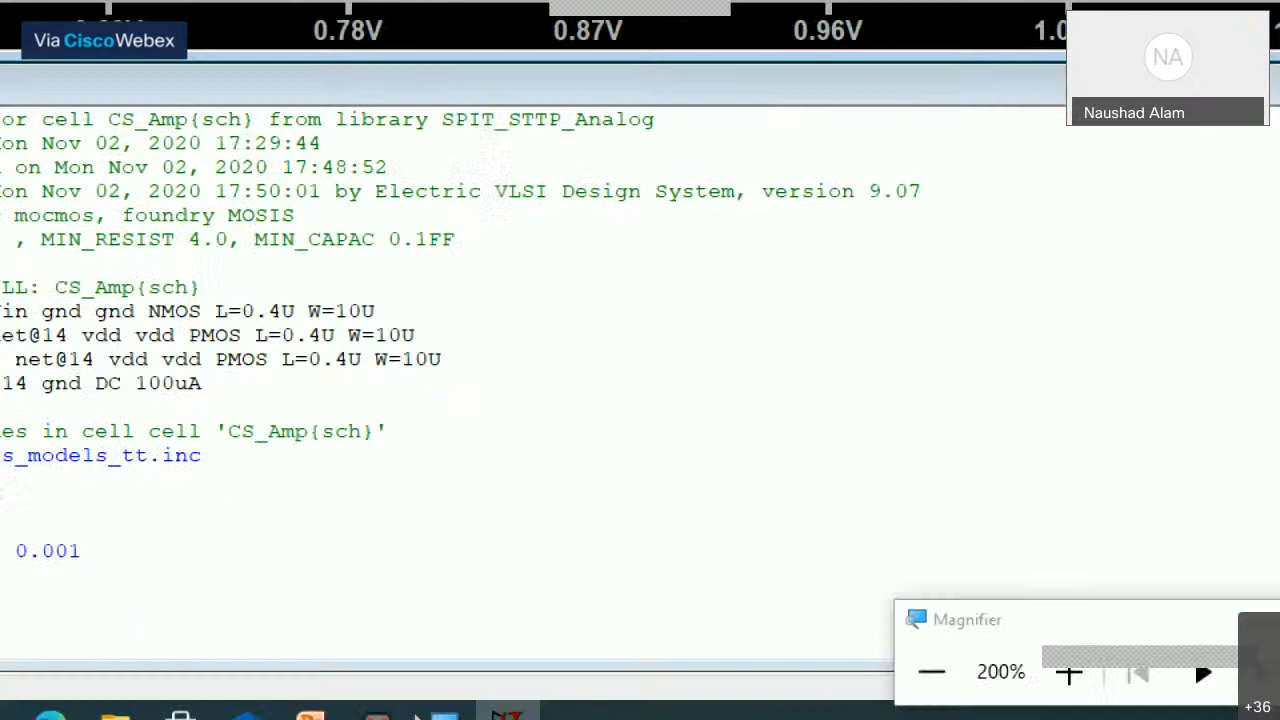 0.78V 0.87V 0.96V
Via CiscoWebex
NA
Naushad Alam
or cell CS_Amp{sch} from library SPIT_STTP_Analog
on Nov 02, 2020 17:29:44
on Mon Nov 02, 2020 17:48:52
on Nov 02, 2020 17:50:01 by Electric VLSI Design System, version 9.07
mocmos, foundry MOSIS
, MIN_RESIST 4.0, MIN_CAPAC 0.1FF
LL: CS_Amp{sch}
in gnd gnd NMOS L=0.4U W=10U
et@14 vdd vdd PMOS L=0.4U W=10U
net@14 vdd vdd PMOS L=0.4U W=10U
14 gnd DC 100uA
es in cell cell 'CS_Amp{sch}'
s_models_tt.inc
0.001
Magnifier
200%
+36